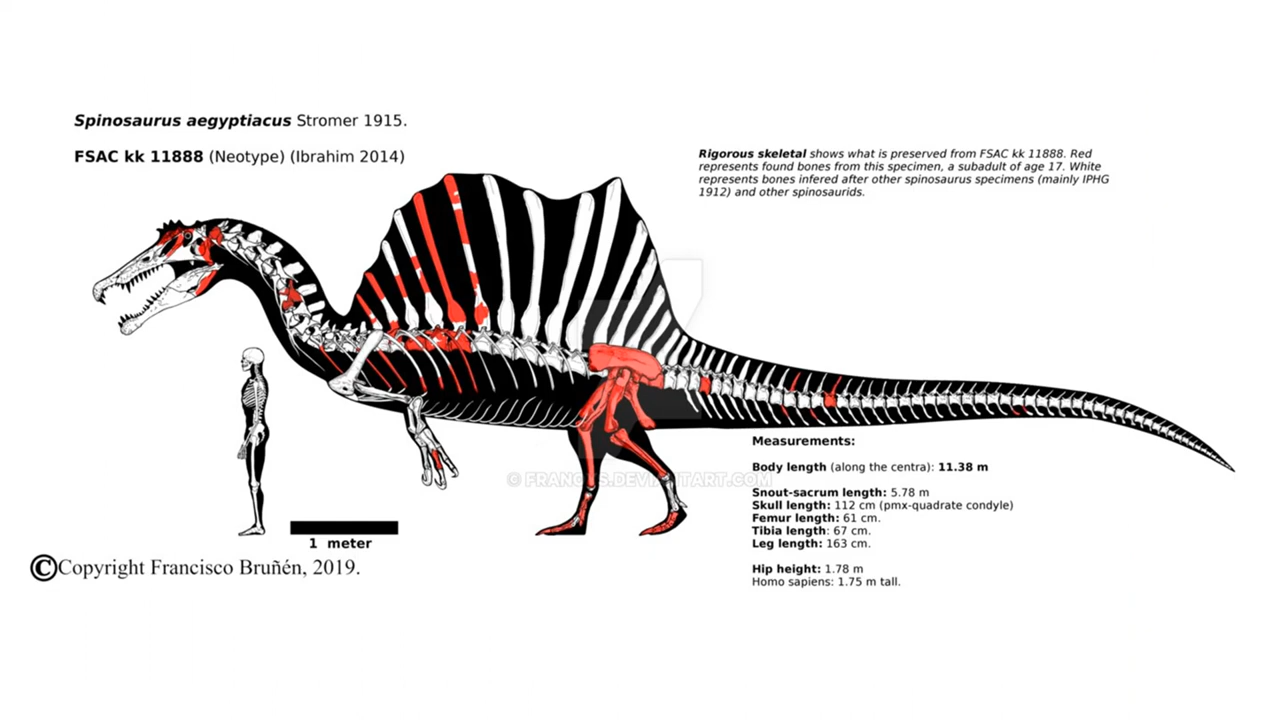 Spinosaurus aegyptiacus Stromer 1915.
FSAC kk 11888 (Neotype) (Ibrahim 2014)
Rigorous skeletal shows what is preserved from FSAC kk 11888. Red
represents found bones from this specimen, a subadult of age 17. White
represents bones infered after other spinosaurus specimens (mainly IPHG
1912) and other spinosaurids.
Measurements:
Body length (along the centra): 11.38 m
Snout-sacrum length: 5.78 m
Skull length: 112 cm (pmx-quadrate condyle)
Femur length: 61 cm.
Tibia length: 67 cm.
Leg length: 163 cm.
Hip height: 1.78 m
Homo sapiens: 1.75 m tall.
1 meter
©Copyright Francisco Bruñén, 2019.